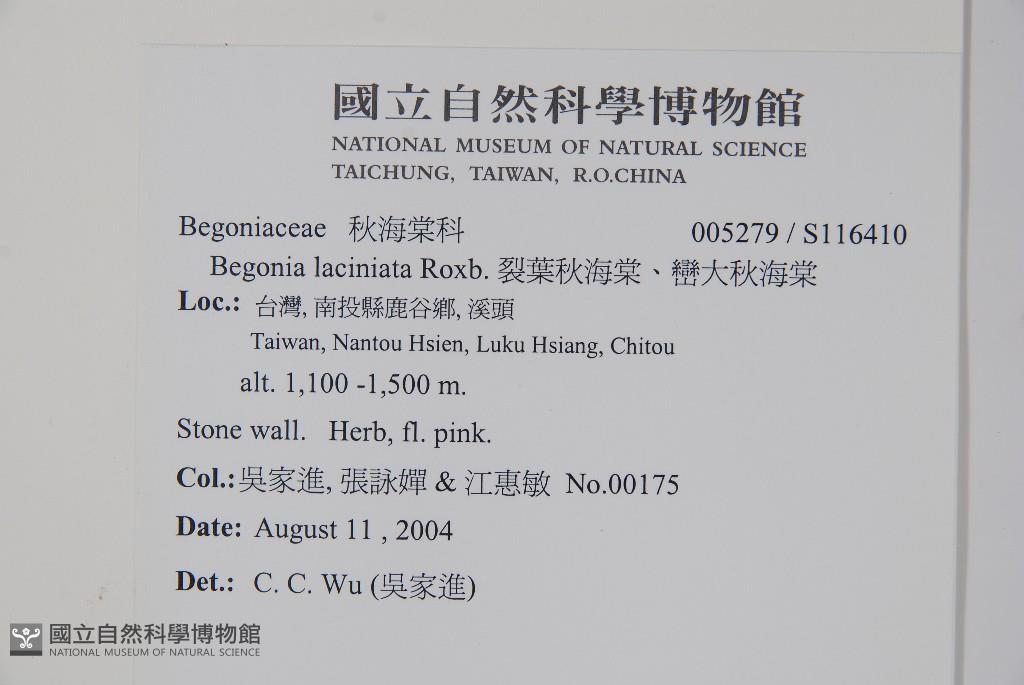 國立自然科學博物館
NATIONAL MUSEUM OF NATURAL SCIENCE
TAICHUNG, TAIWAN, R.O.CHINA
Begoniaceae 秋海棠科 005279 / S116410
Begonia laciniata Roxb. 裂葉秋海棠、巒大秋海棠
Loc.: 台灣, 南投縣鹿谷鄉, 溪頭
Taiwan, Nantou Hsien, Luku Hsiang, Chitou
alt. 1,100 -1,500 m.
Stone wall. Herb, fl. pink.
Col.:吳家進, 張詠嬋 & 江惠敏 No.00175
Date: August 11 , 2004
Det.: C. C. Wu (吳家進)
國立自然科學博物館
NATIONAL MUSEUM OF NATURAL SCIENCE